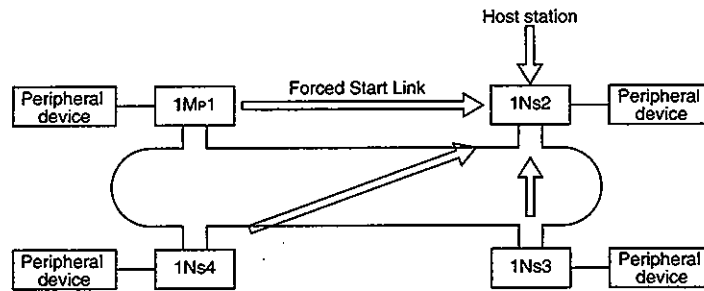 Host station
Peripheral
device
1MP1
Forced Start Link
1NS2
Peripheral
device
Peripheral
device
1NS4
1NS3
Peripheral
device